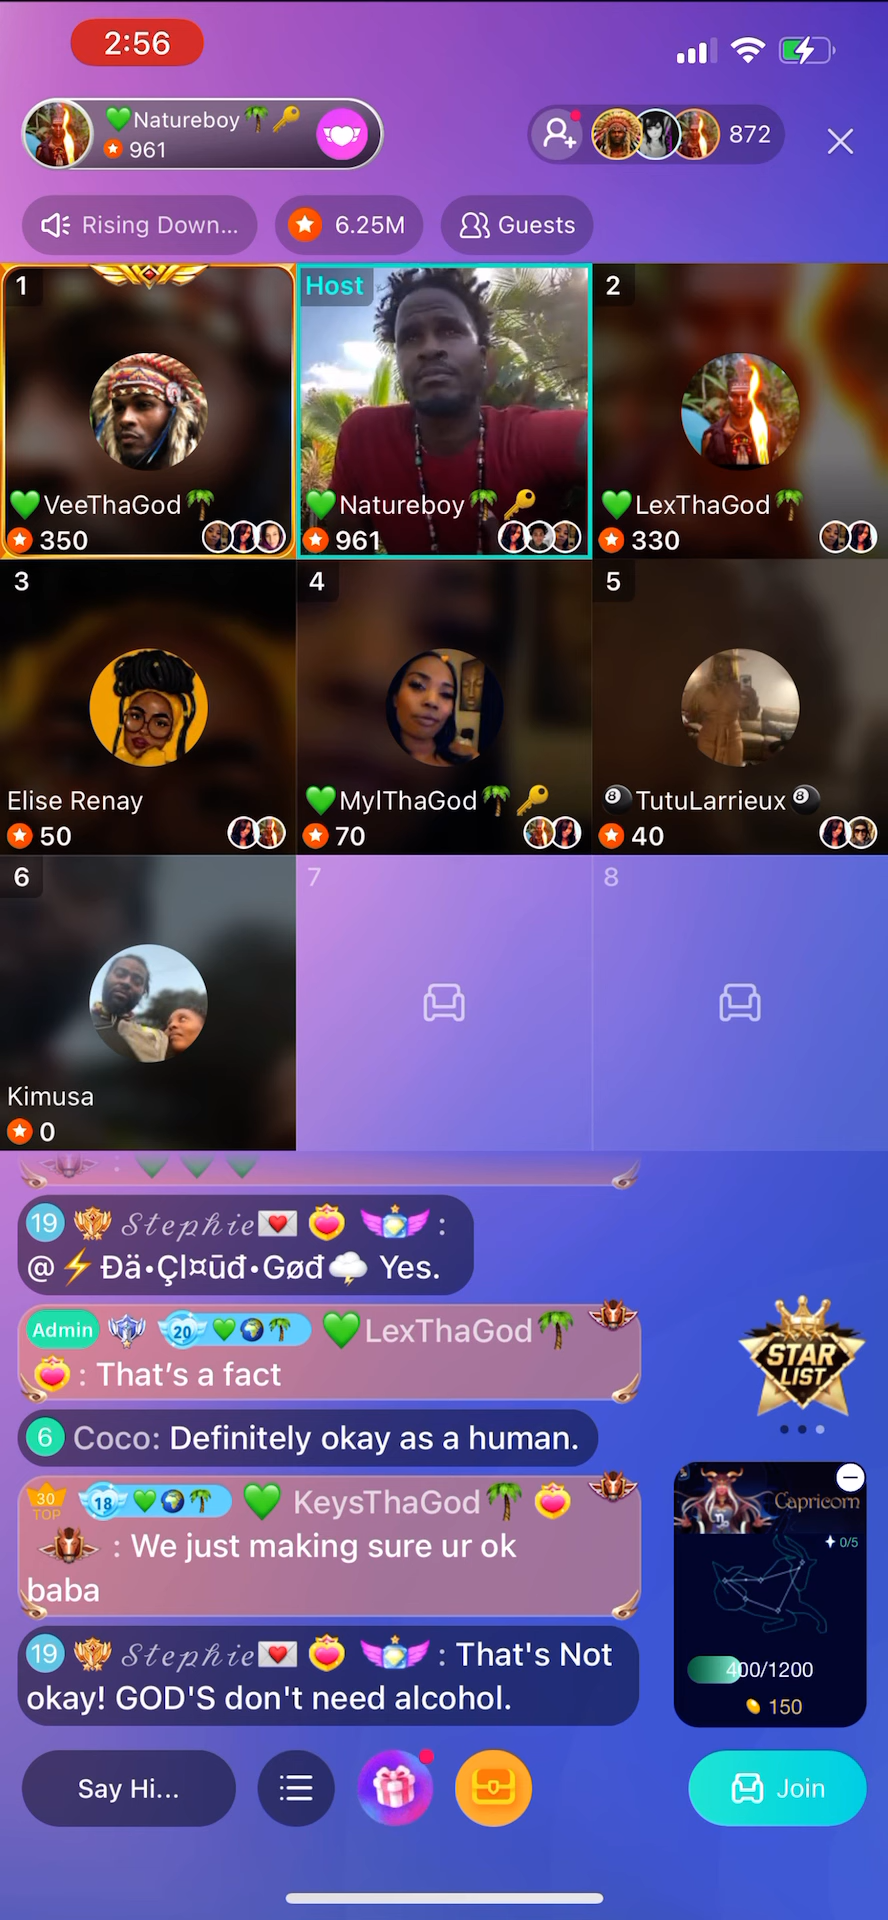 2:56
💚Natureboy🌴🔑
961
872
Rising Down...
6.25M
Guests
1
Host
2
💚VeeThaGod🌴
350
💚Natureboy🌴🔑
961
💚LexThaGod🌴
330
3
4
5
Elise Renay
50
💚MylThaGod🌴🔑
70
🎱TutuLarrieux🎱
40
6
7
8
Kimusa
0
: 💚 💚 💚
19 𝓢𝓽𝓮𝓹𝓱𝓲𝓮💌 :
@⚡Ðä•Çl¤ūđ•Gøđ🌩 Yes.
Admin 20 💚🌍🌴 💚LexThaGod🌴
: That's a fact
6 Coco: Definitely okay as a human.
30 TOP 18 💚🌍🌴 💚 KeysThaGod🌴
: We just making sure ur ok
baba
19 𝓢𝓽𝓮𝓹𝓱𝓲𝓮💌 : That's Not
okay! GOD'S don't need alcohol.
STAR
LIST
Capricorn
0/5
400/1200
150
Say Hi...
Join